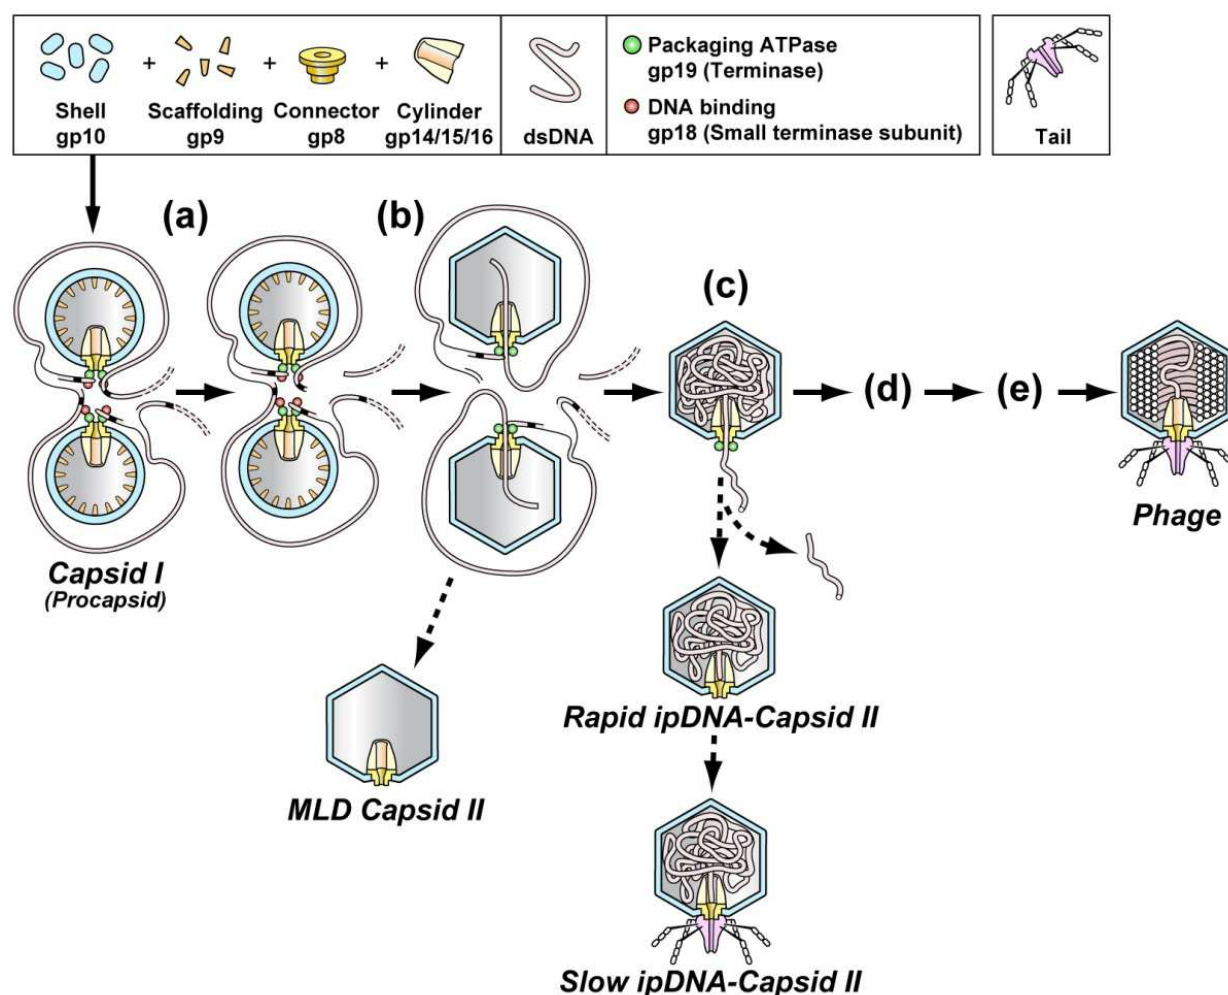 Shell
gp10
+
Scaffolding
gp9
+
Connector
gp8
+
Cylinder
gp14/15/16
dsDNA
Packaging ATPase
gp19 (Terminase)
DNA binding
gp18 (Small terminase subunit)
Tail
(a)
(b)
(c)
(d)
(e)
Capsid I
(Procapsid)
Phage
MLD Capsid II
Rapid ipDNA-Capsid II
Slow ipDNA-Capsid II